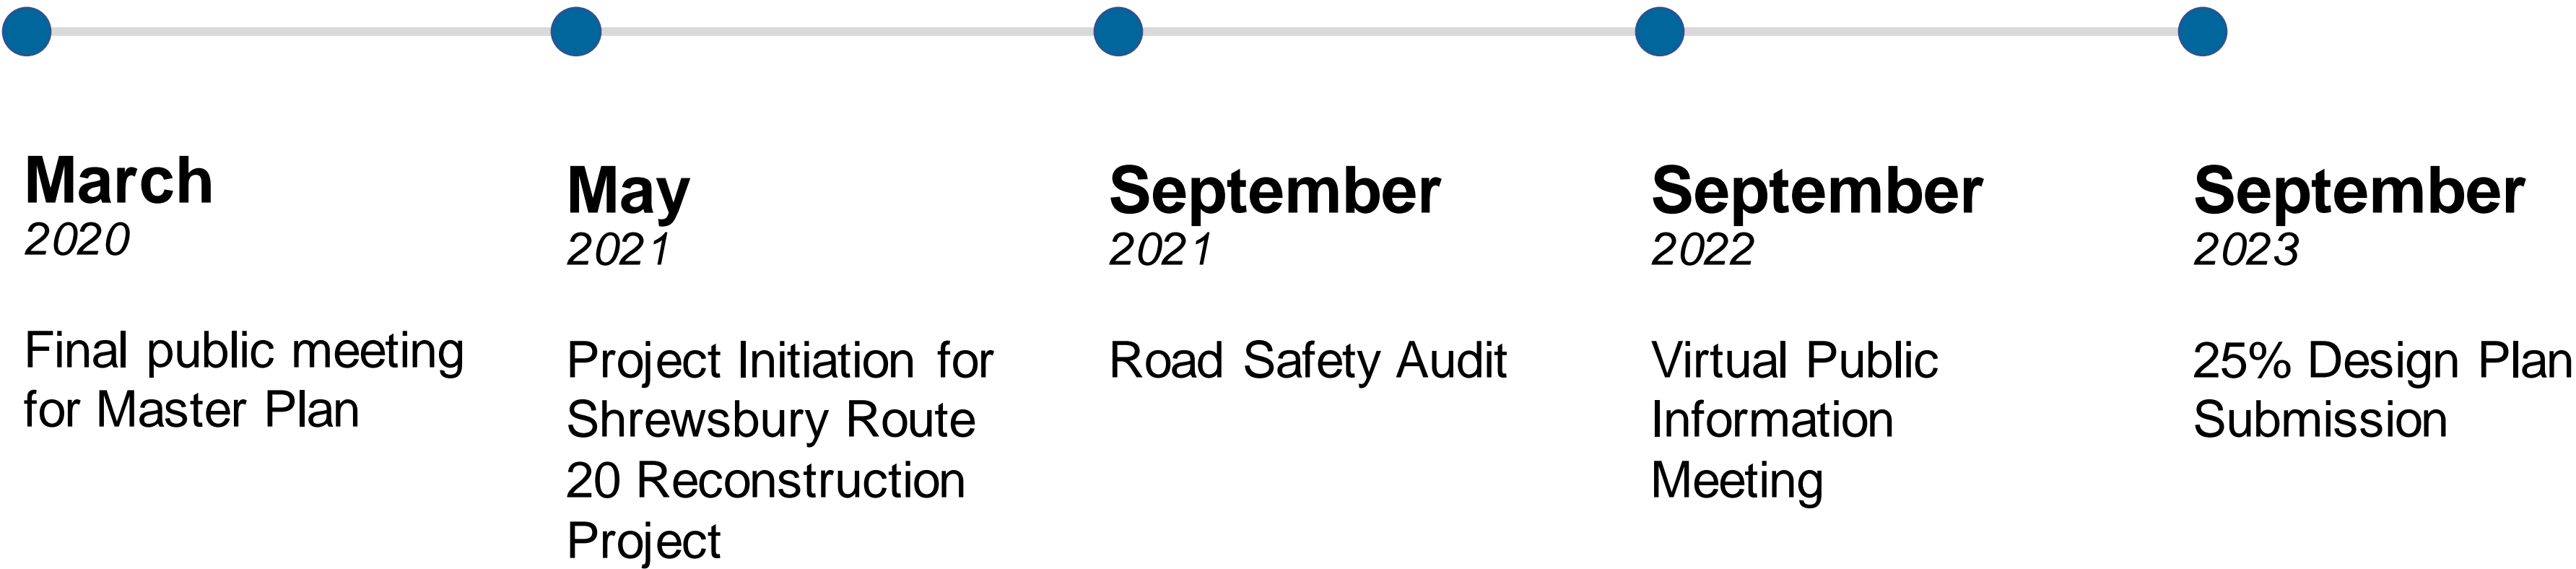 March
2020
Final public meeting
for Master Plan
May
2021
Project Initiation for
Shrewsbury Route
20 Reconstruction
Project
September
2021
Road Safety Audit
September
2022
Virtual Public
Information
Meeting
September
2023
25% Design Plan
Submission